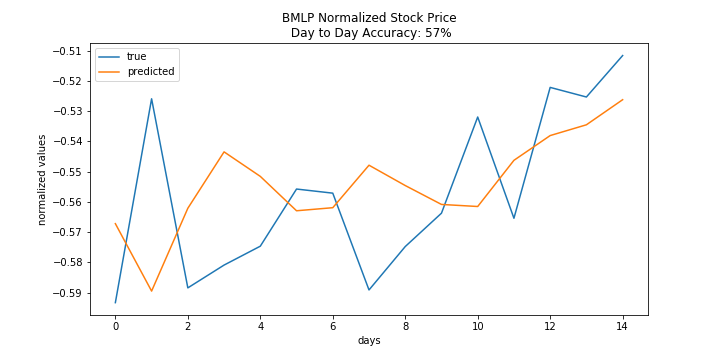 BMLP Normalized Stock Price
Day to Day Accuracy: 57%
true
predicted
normalized values
−0.51
−0.52
−0.53
−0.54
−0.55
−0.56
−0.57
−0.58
−0.59
0
2
4
6
8
10
12
14
days